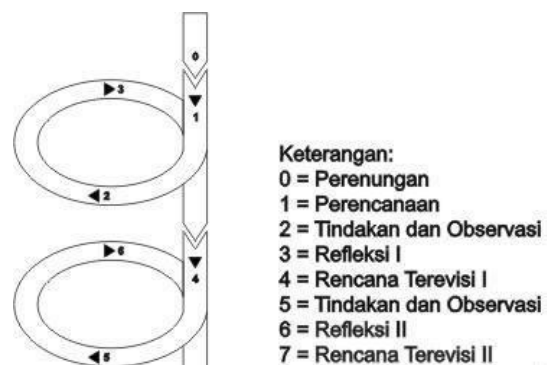 0
3
1
2
6
4
5
Keterangan:
0 = Perenungan
1 = Perencanaan
2 = Tindakan dan Observasi
3 = Refleksi I
4 = Rencana Terevisi I
5 = Tindakan dan Observasi
6 = Refleksi II
7 = Rencana Terevisi II